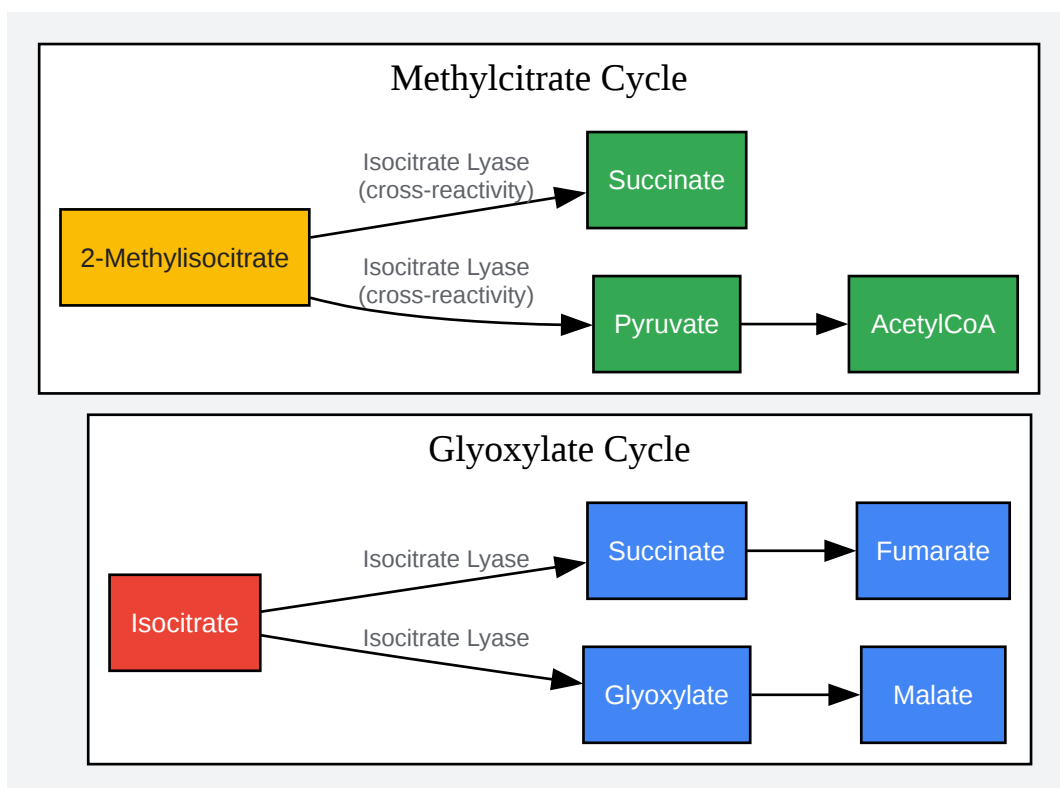 Methylcitrate Cycle
Isocitrate Lyase
(cross-reactivity)
Succinate
2-Methylisocitrate
Isocitrate Lyase
(cross-reactivity)
Pyruvate
AcetylCoA
Glyoxylate Cycle
Isocitrate Lyase
Succinate
Fumarate
Isocitrate
Isocitrate Lyase
Glyoxylate
Malate